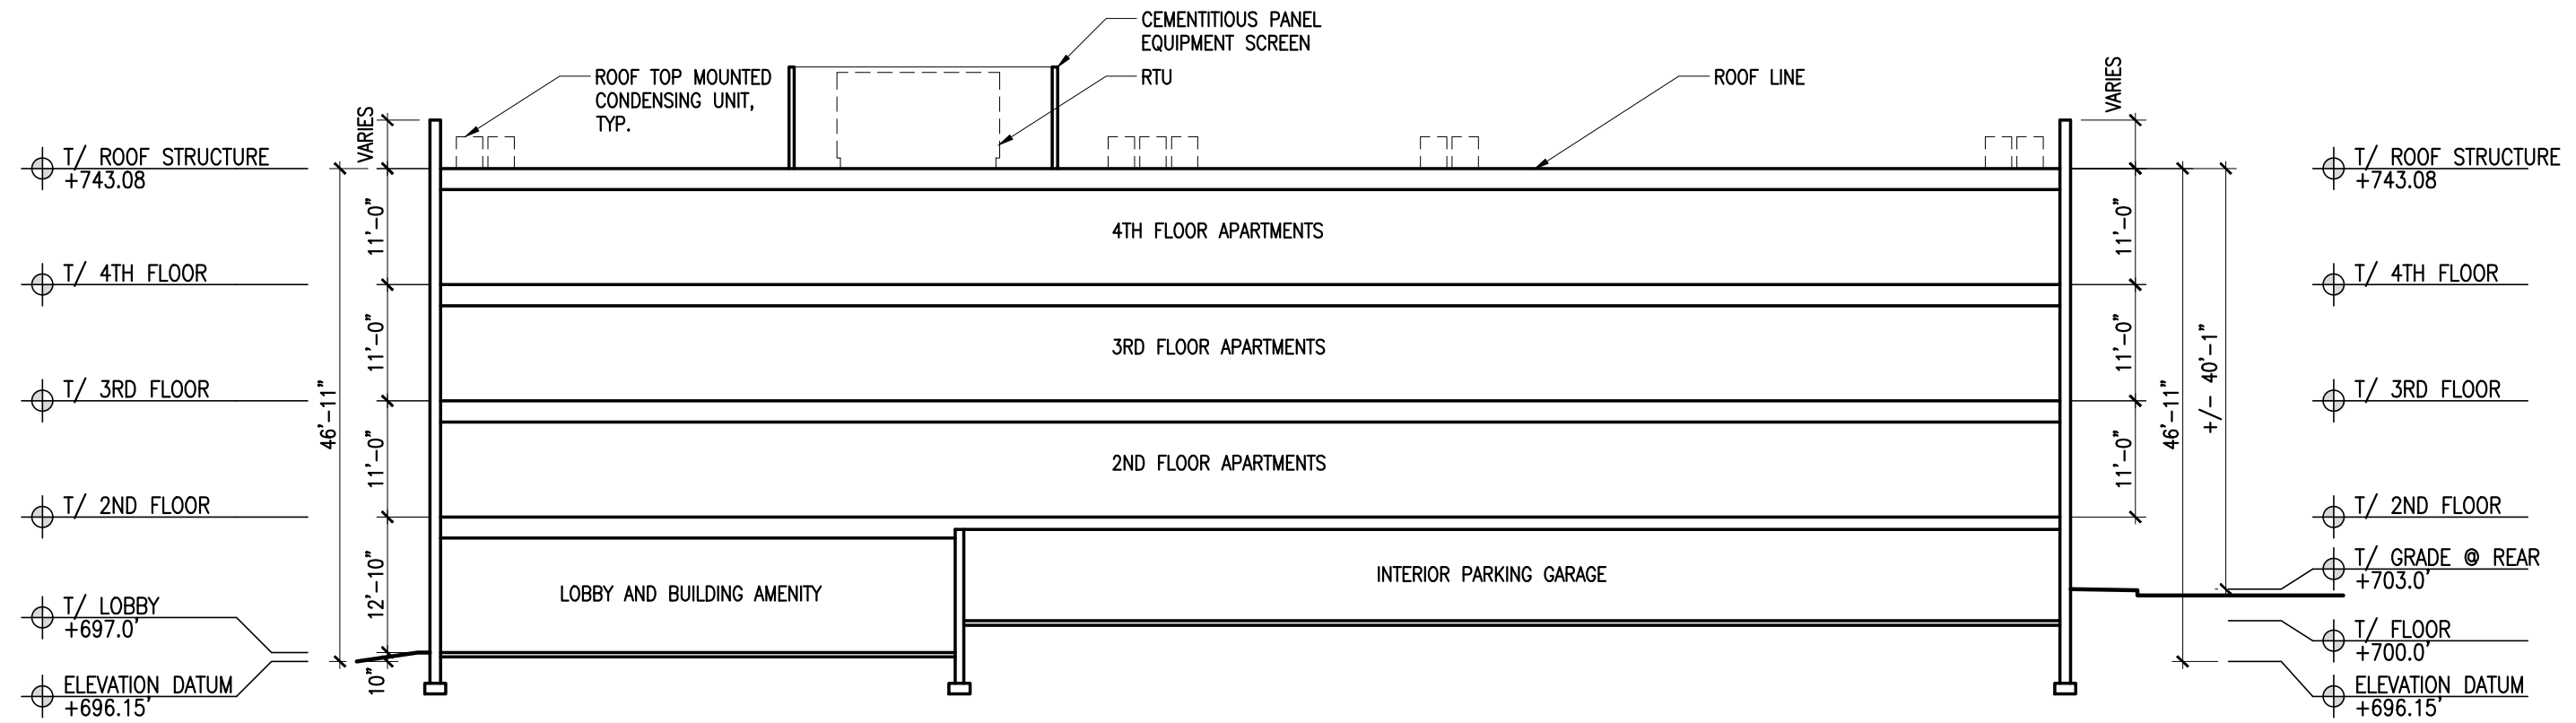 CEMENTITIOUS PANEL
EQUIPMENT SCREEN
ROOF TOP MOUNTED
CONDENSING UNIT,
TYP.
RTU
ROOF LINE
VARIES
VARIES
T/ ROOF STRUCTURE
+743.08
T/ 4TH FLOOR
T/ 3RD FLOOR
T/ 2ND FLOOR
T/ LOBBY
+697.0'
ELEVATION DATUM
+696.15'
46'-11"
11'-0"
11'-0"
11'-0"
12'-10"
10"
4TH FLOOR APARTMENTS
3RD FLOOR APARTMENTS
2ND FLOOR APARTMENTS
LOBBY AND BUILDING AMENITY
INTERIOR PARKING GARAGE
11'-0"
11'-0"
11'-0"
46'-11"
+/- 40'-1"
T/ ROOF STRUCTURE
+743.08
T/ 4TH FLOOR
T/ 3RD FLOOR
T/ 2ND FLOOR
T/ GRADE @ REAR
+703.0'
T/ FLOOR
+700.0'
ELEVATION DATUM
+696.15'